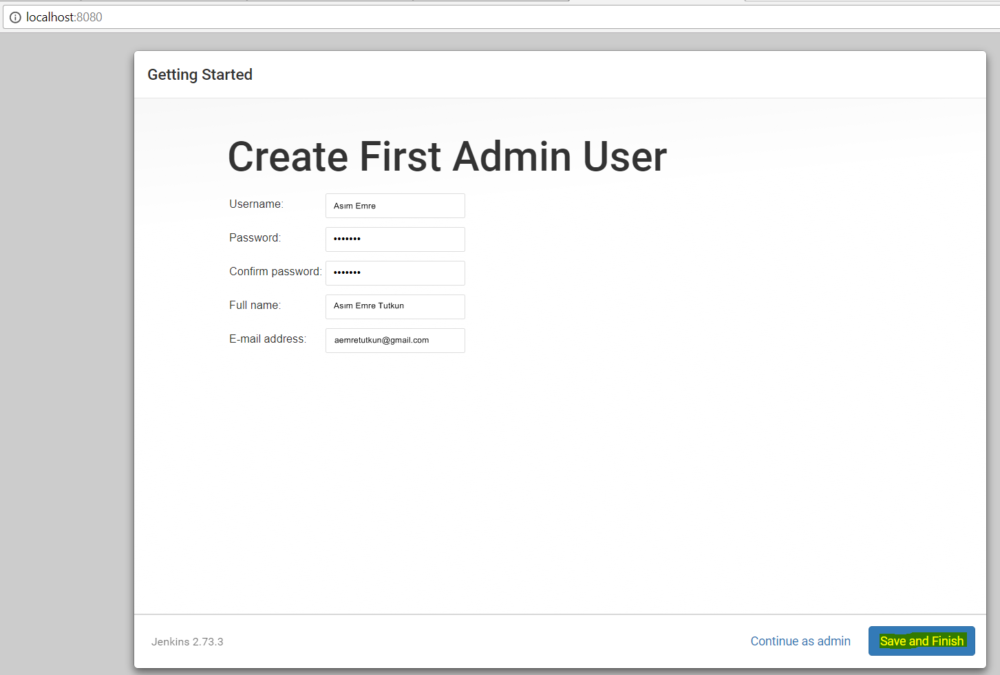 localhost:8080
Getting Started
Create First Admin User
Username: Asım Emre
Password: •••••••
Confirm password: •••••••
Full name: Asım Emre Tutkun
E-mail address: aemretutkun@gmail.com
Jenkins 2.73.3 Continue as admin Save and Finish